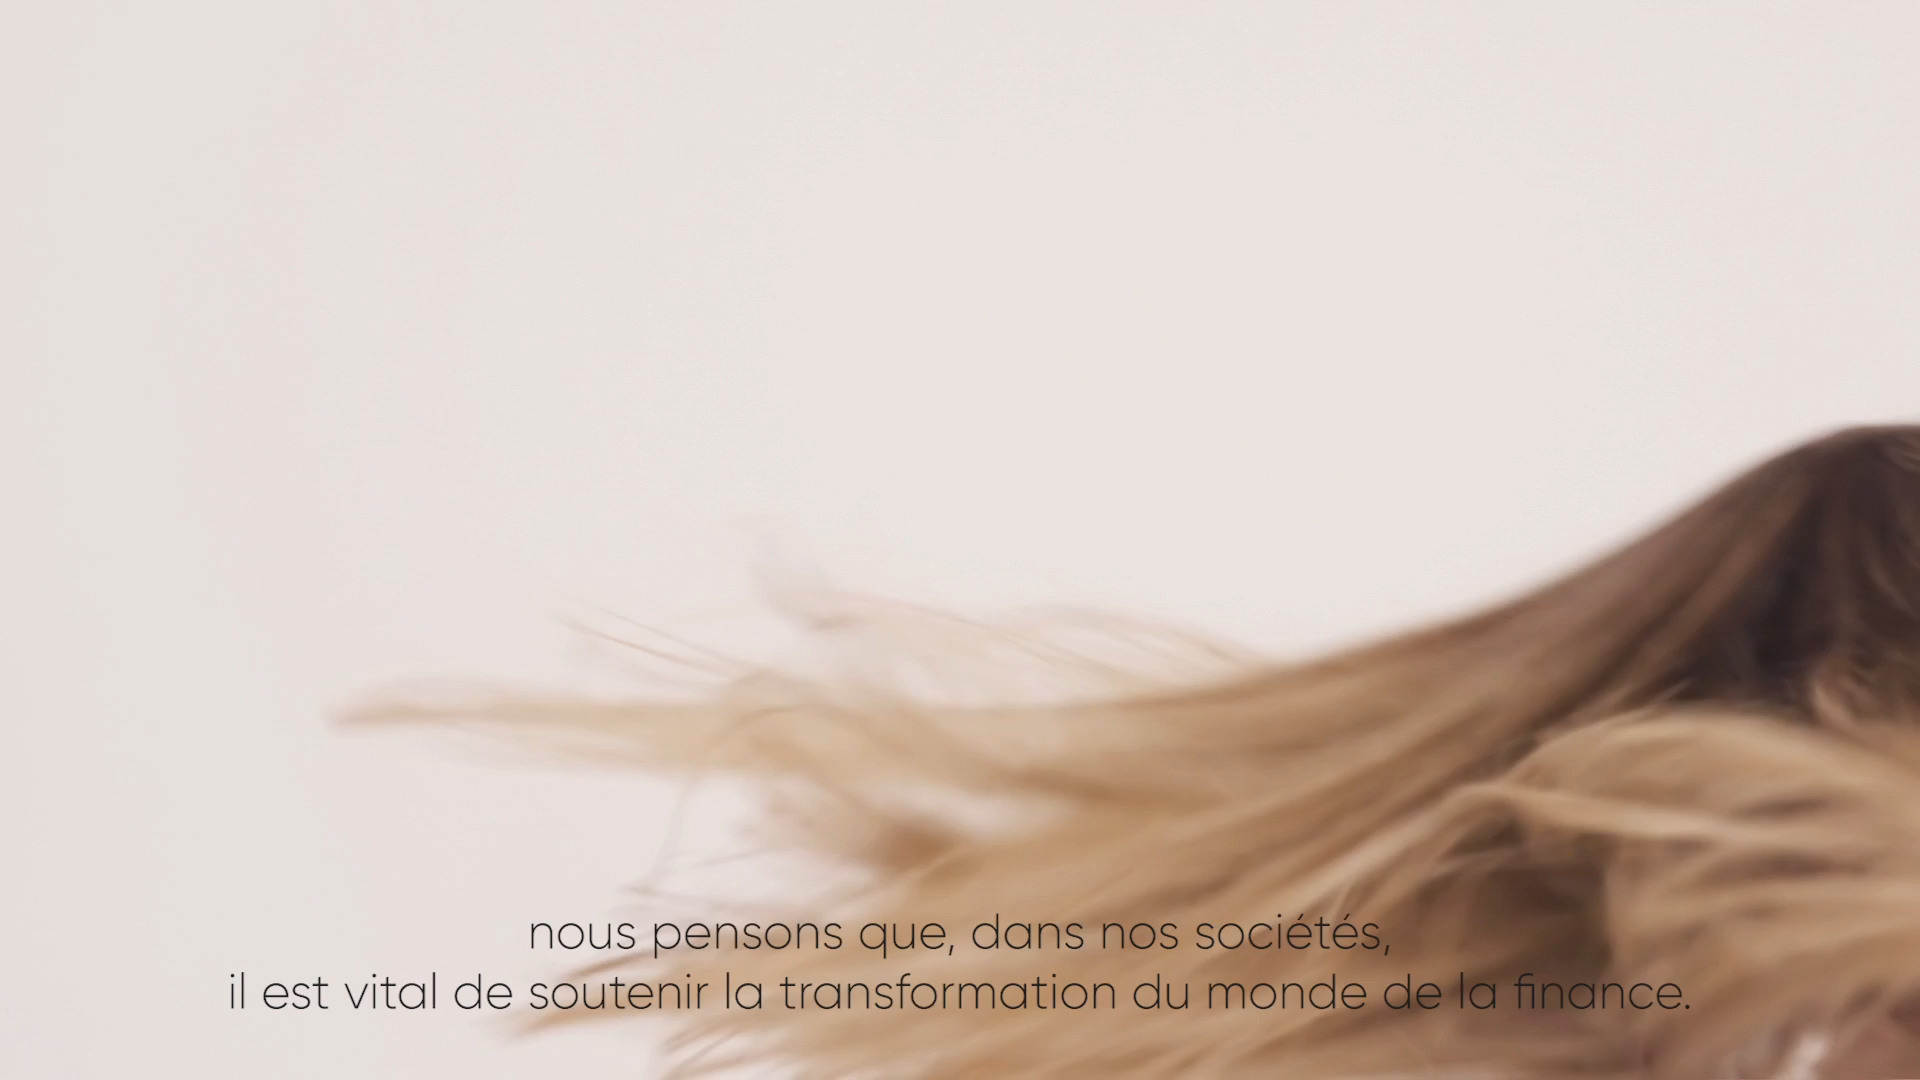 nous pensons que, dans nos sociétés,
il est vital de soutenir la transformation du monde de la finance.